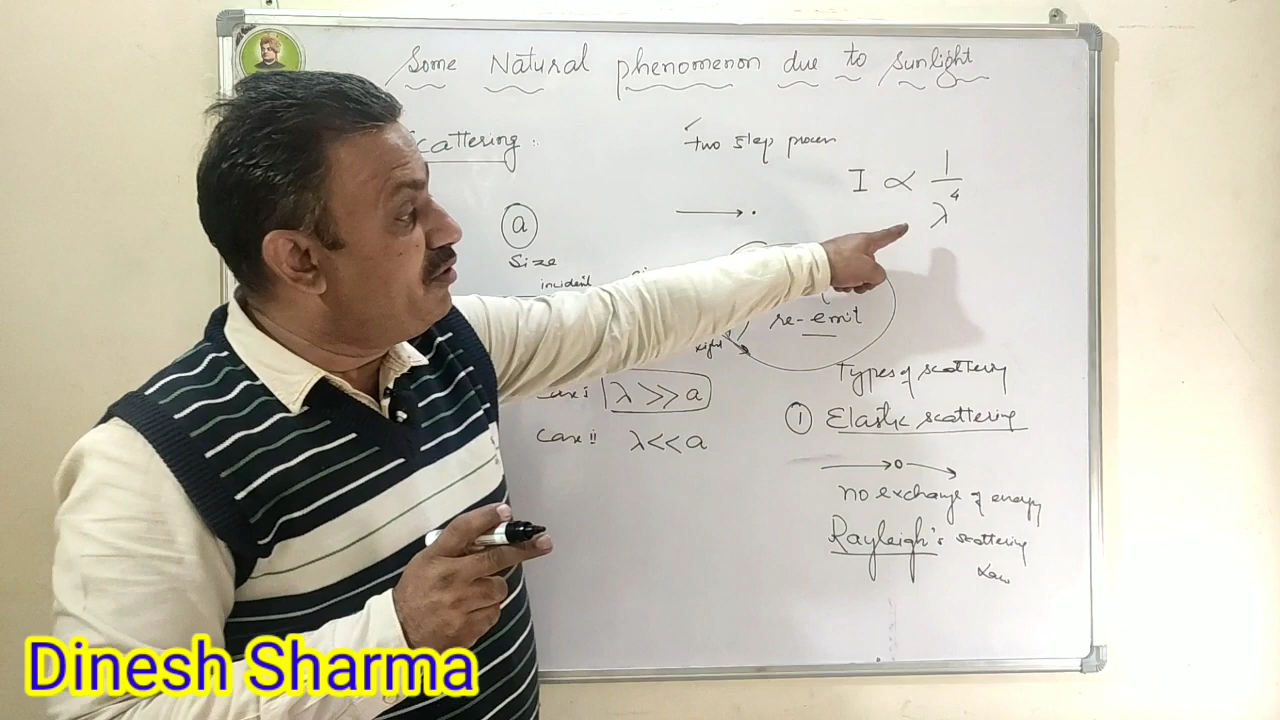 Some Natural phenomenon due to sunlight
cattering :
two step process
I ∝ 1/λ⁴
a
Size
incident
re-emit
light
Types of scattering
Case i λ >> a
① Elastic scattering
Case ii λ << a
no exchange of energy
Rayleigh's scattering
Law
Dinesh Sharma